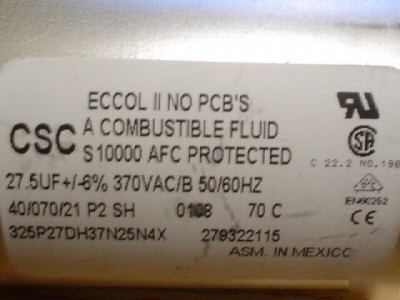 ECCOL II NO PCB'S
CSC A COMBUSTIBLE FLUID
S10000 AFC PROTECTED
27.5UF+/-6% 370VAC/B 50/60HZ
40/070/21 P2 SH 0108 70 C
325P27DH37N25N4X 279322115
ASM. IN MEXICO
C 22.2 NO.190
EN60252
CE